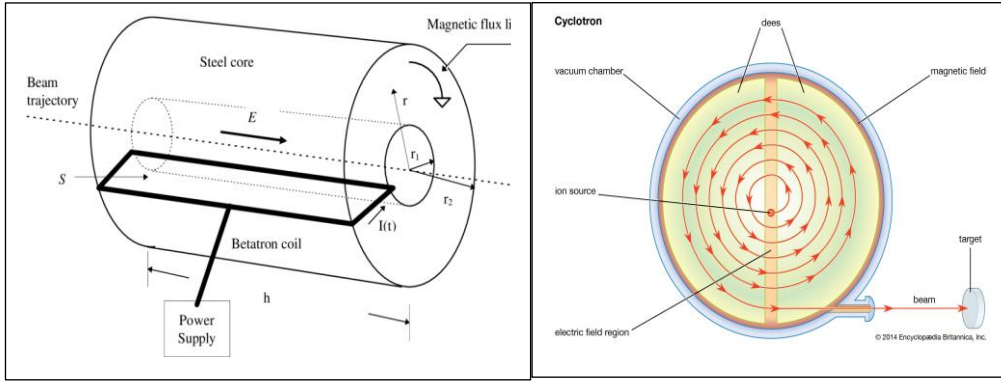 Magnetic flux li
Steel core
Beam
trajectory
r
E
r₁
S
r₂
I(t)
Betatron coil
h
Power
Supply
Cyclotron
dees
vacuum chamber
magnetic field
ion source
target
beam
electric field region
© 2014 Encyclopædia Britannica, Inc.